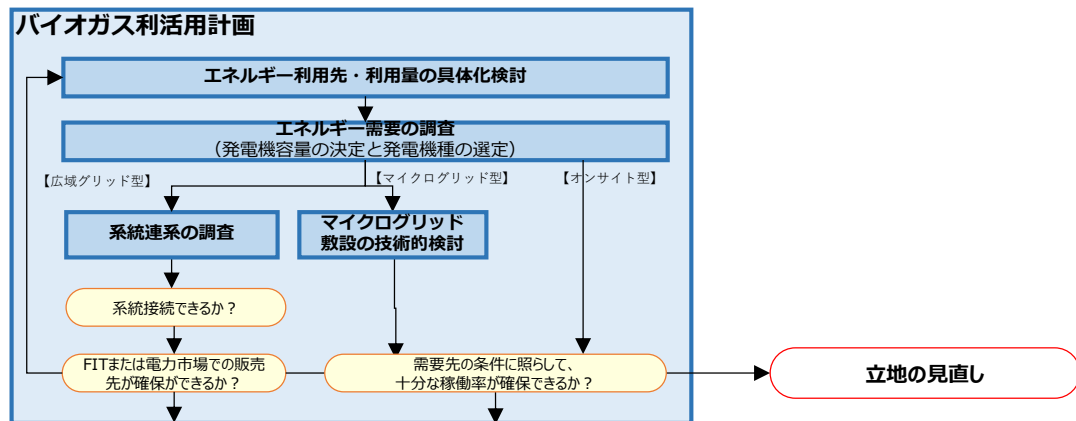 バイオガス利活用計画
エネルギー利用先・利用量の具体化検討
エネルギー需要の調査
（発電機容量の決定と発電機種の選定）
【広域グリッド型】
【マイクログリッド型】
【オンサイト型】
系統連系の調査
マイクログリッド
敷設の技術的検討
系統接続できるか？
FITまたは電力市場での販売
先が確保ができるか？
需要先の条件に照らして、
十分な稼働率が確保できるか？
立地の見直し